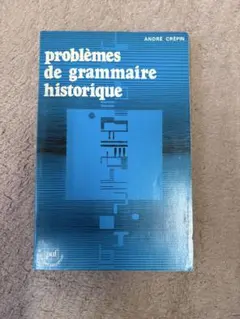 ANDRÉ CRÉPIN
problèmes
de grammaire
historique
puf